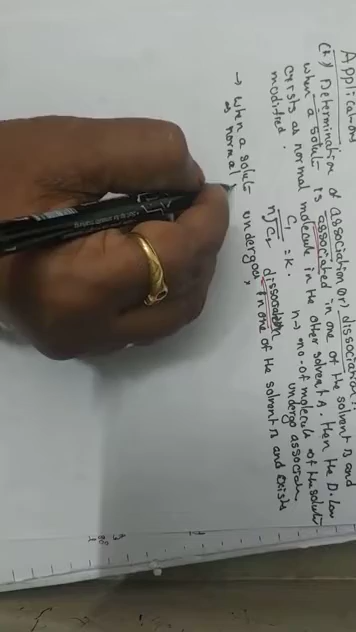 Applications
(1) Determination of association (or) dissociation:
when a solute is associated in one of the solvent B and
exists as normal molecule in the other solvent A. then the D. Law
modified.
C₁ / n√C₂ = K. n → no. of molecule of the solute
undergo association
→ when a solute undergoes dissociation in one of the solvent B and exists
as normal